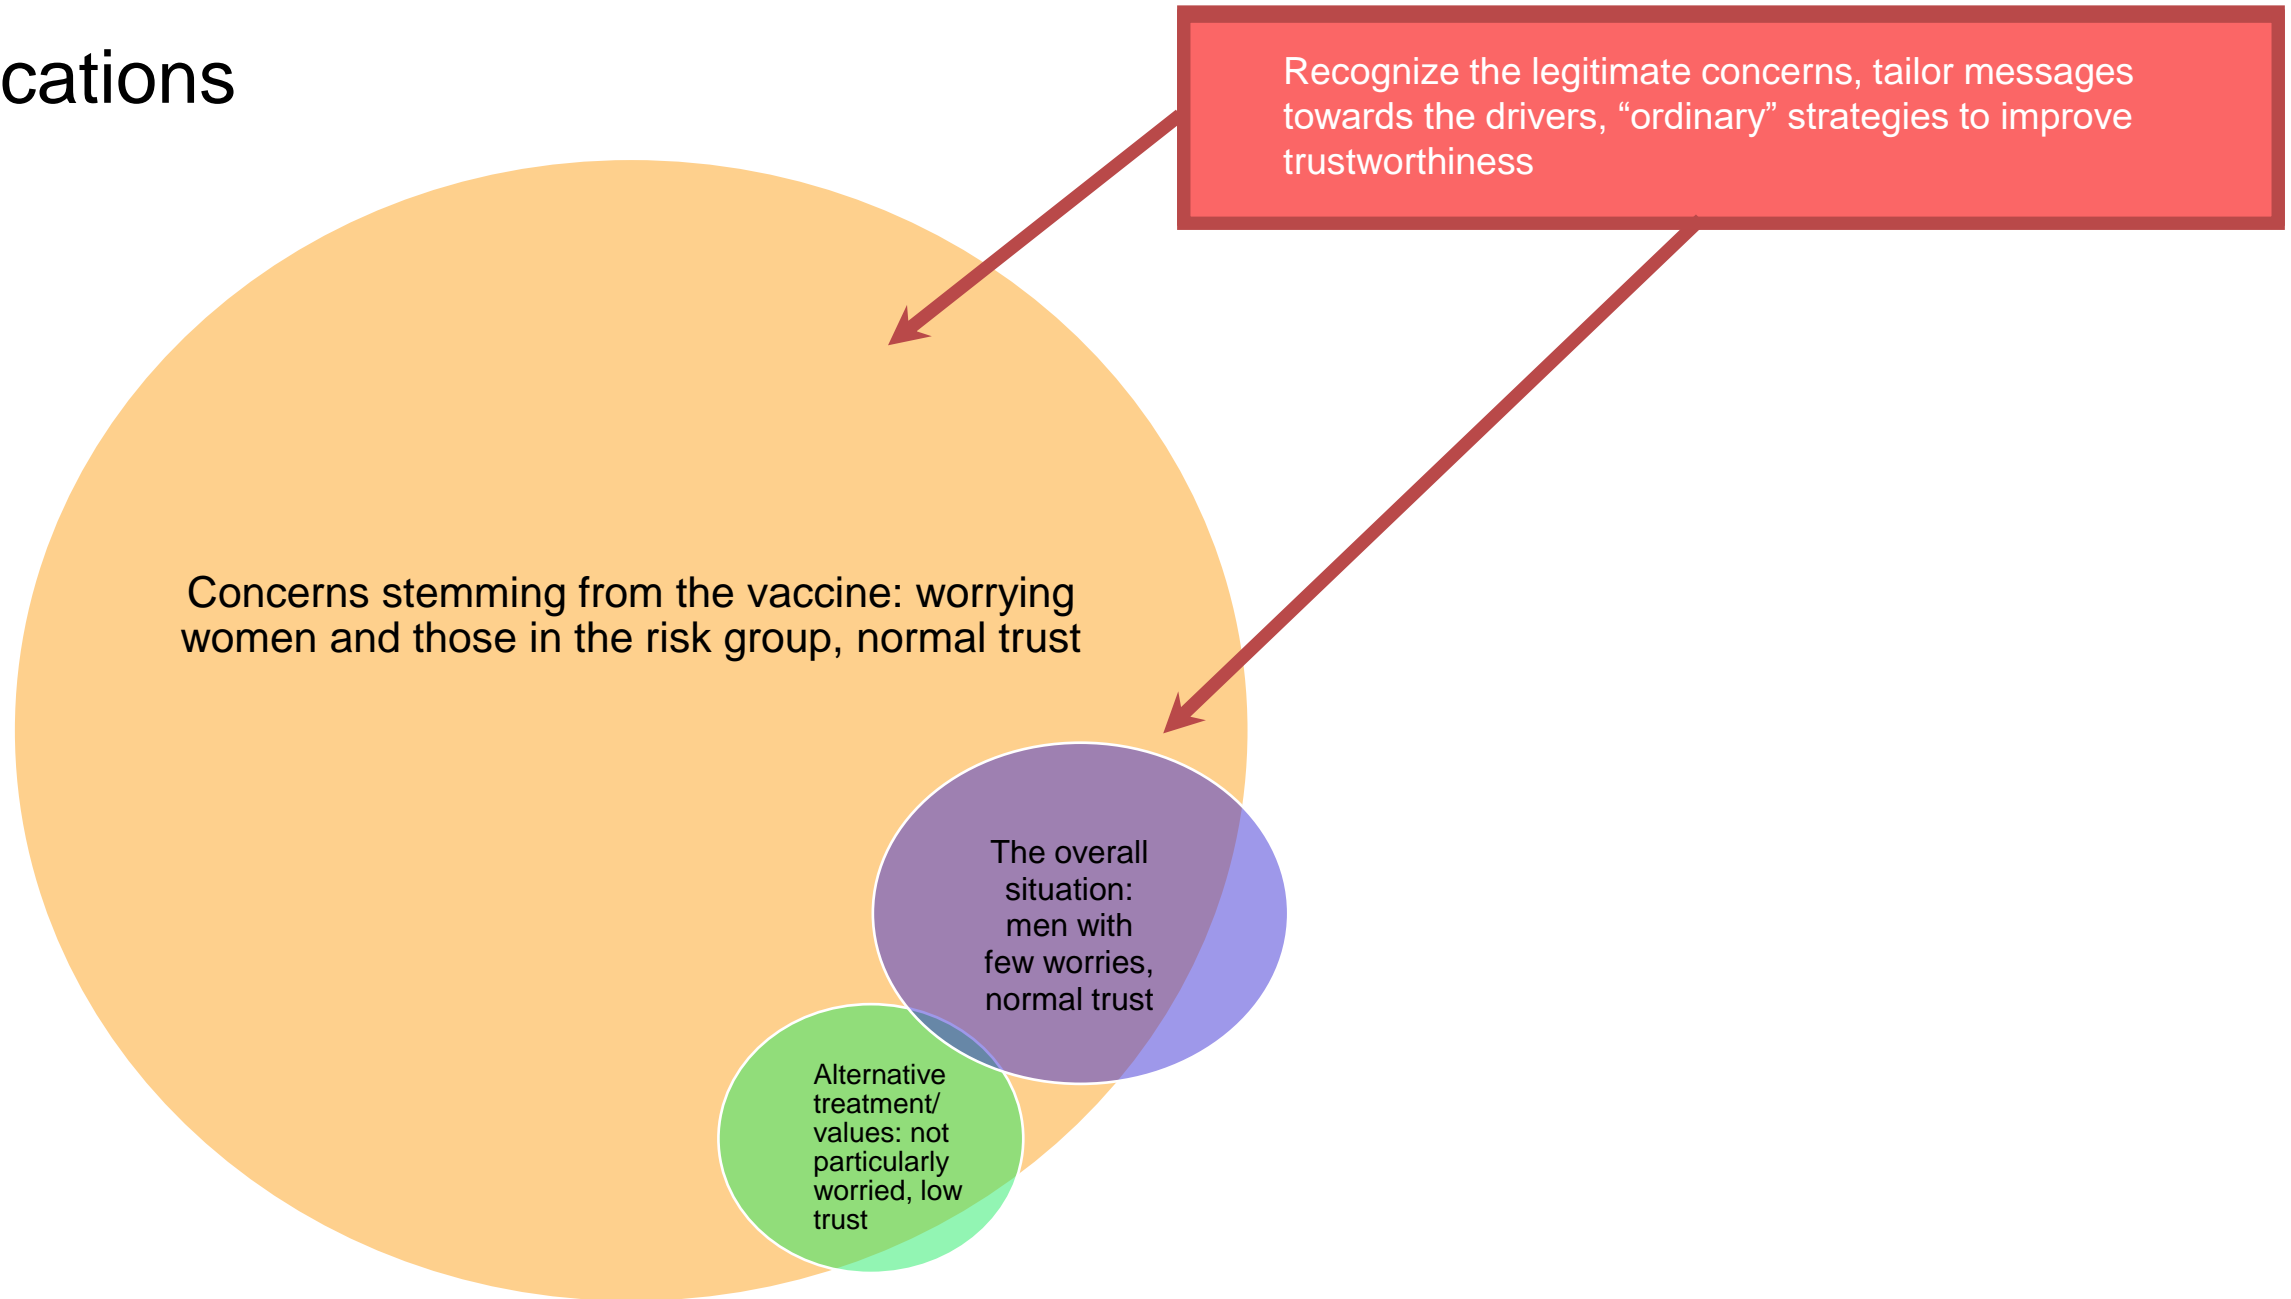 cations
Recognize the legitimate concerns, tailor messages
towards the drivers, “ordinary” strategies to improve
trustworthiness
Concerns stemming from the vaccine: worrying
women and those in the risk group, normal trust
The overall
situation:
men with
few worries,
normal trust
Alternative
treatment/
values: not
particularly
worried, low
trust